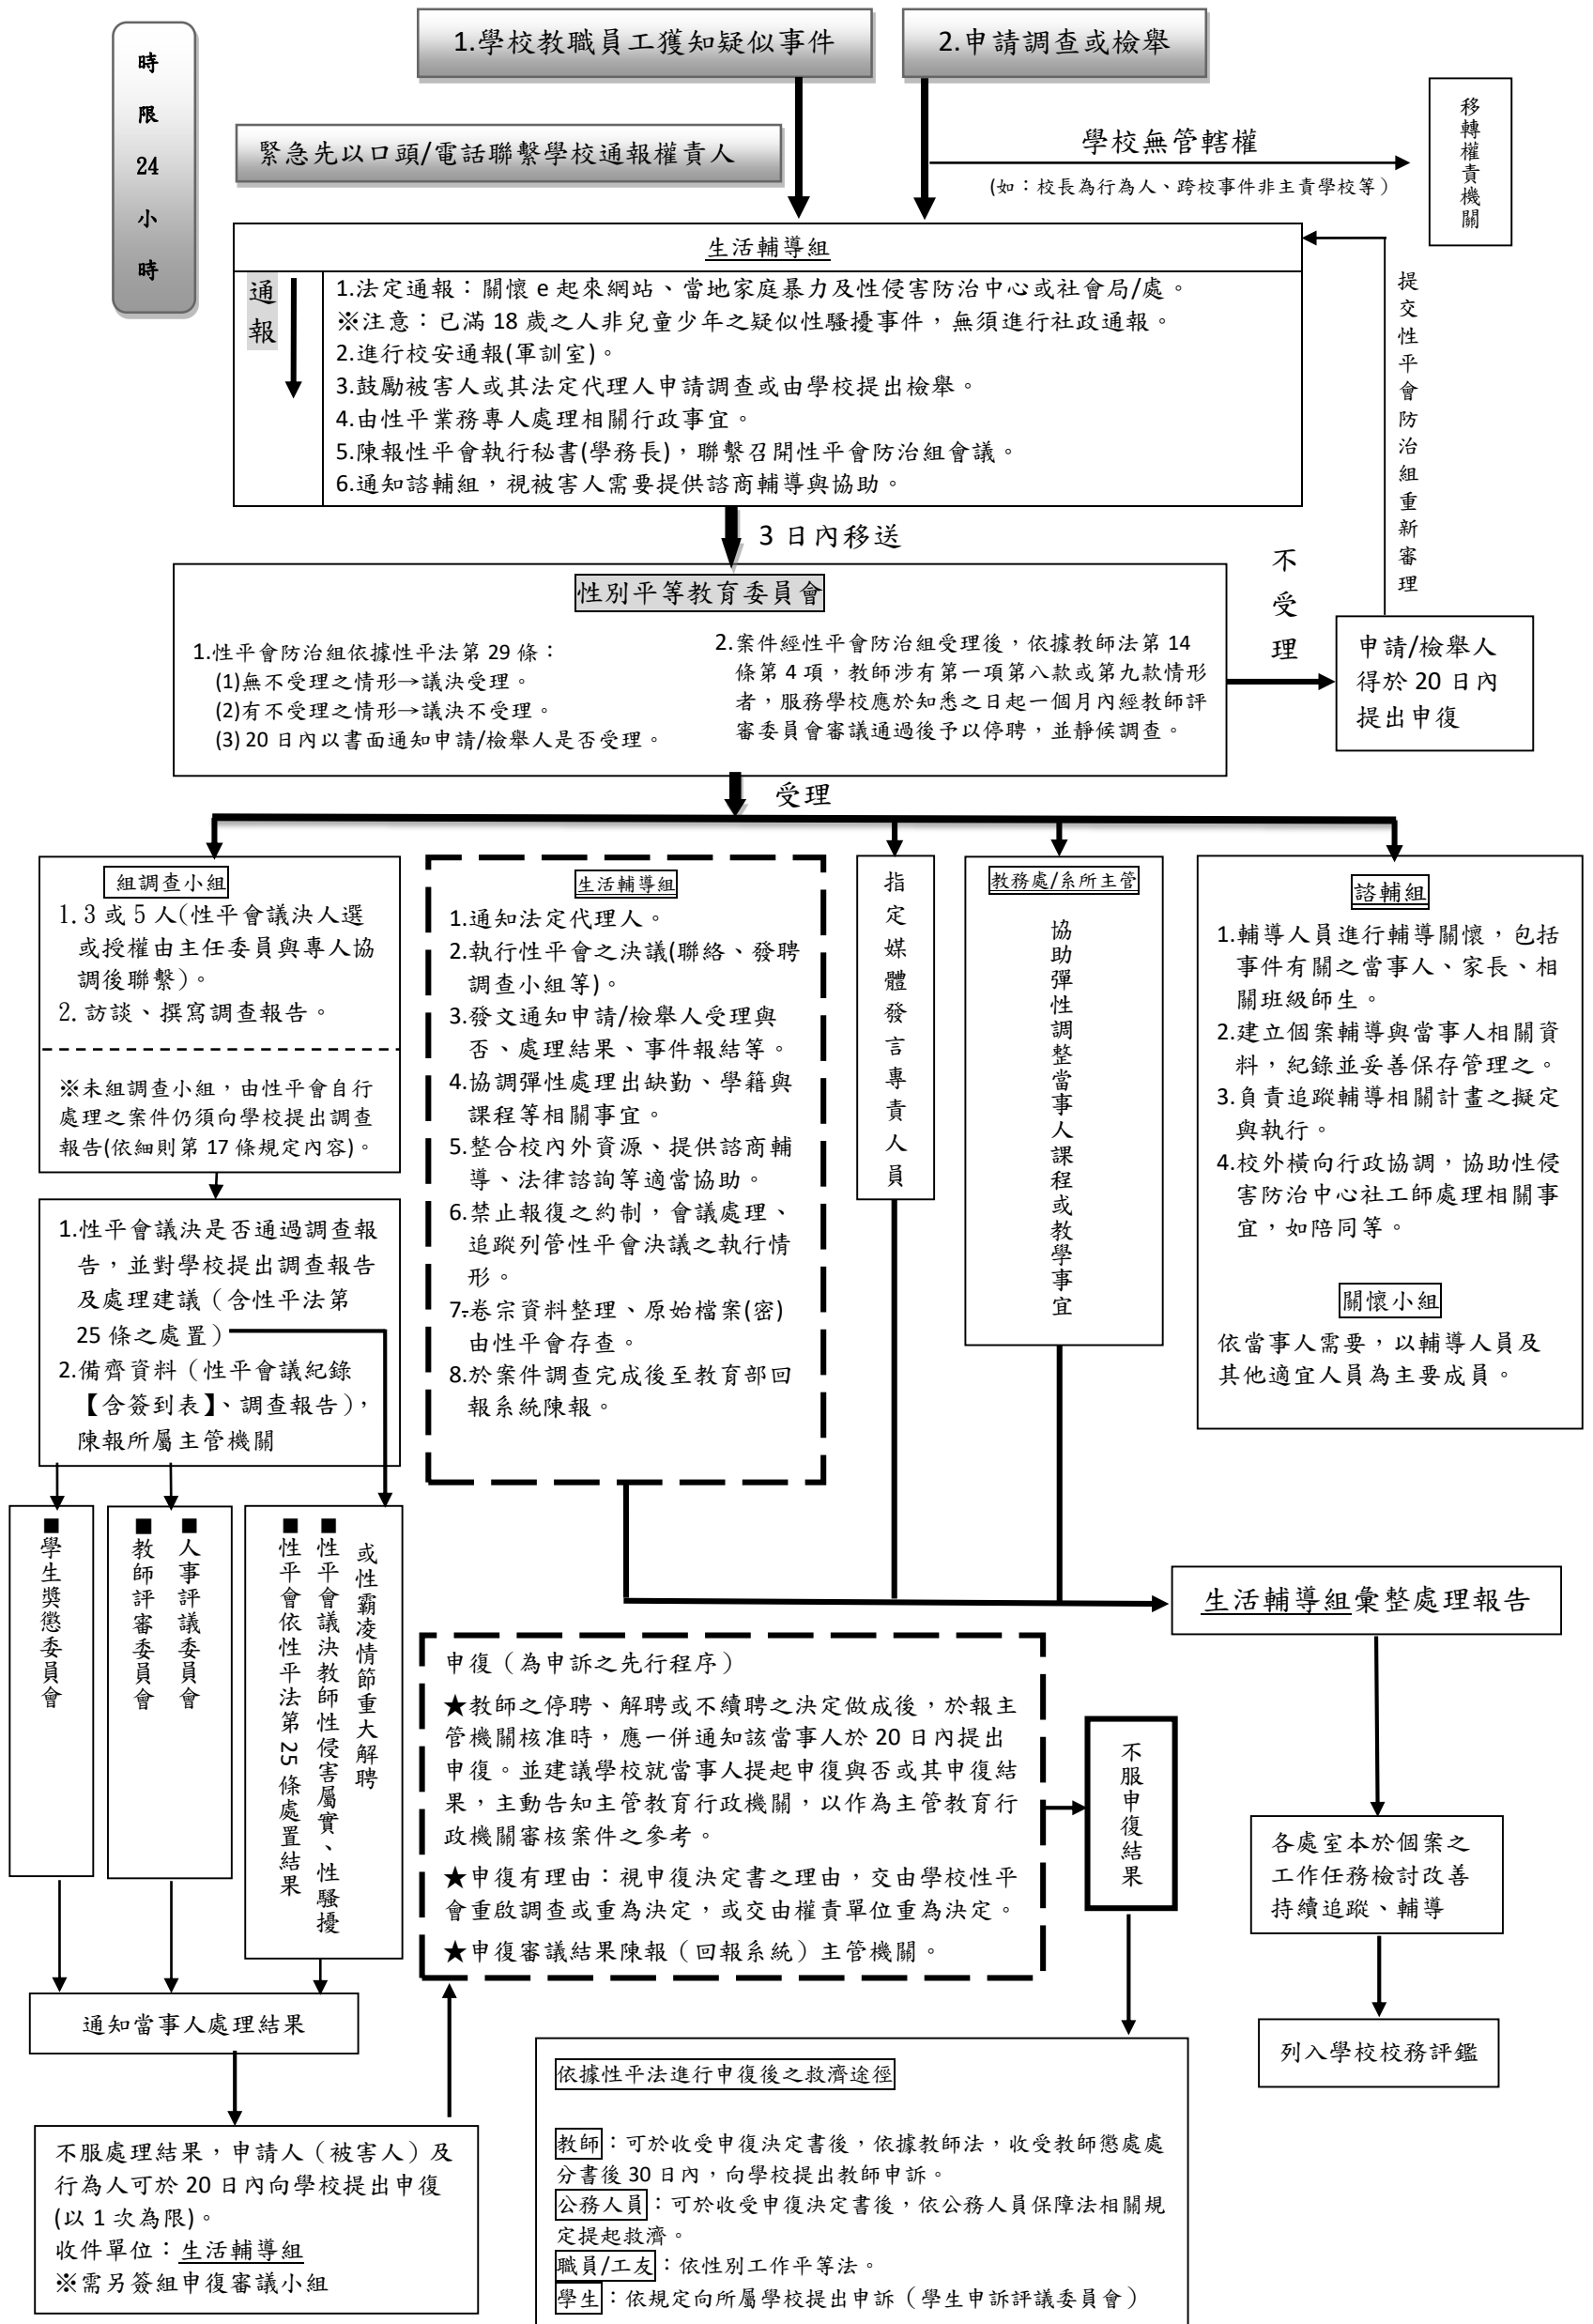 時
限
24
小
時
1.學校教職員工獲知疑似事件
2.申請調查或檢舉
緊急先以口頭/電話聯繫學校通報權責人
學校無管轄權
(如：校長為行為人、跨校事件非主責學校等）
移轉權責機關
生活輔導組
通報
1.法定通報：關懷 e 起來網站、當地家庭暴力及性侵害防治中心或社會局/處。
※注意：已滿 18 歲之人非兒童少年之疑似性騷擾事件，無須進行社政通報。
2.進行校安通報(軍訓室)。
3.鼓勵被害人或其法定代理人申請調查或由學校提出檢舉。
4.由性平業務專人處理相關行政事宜。
5.陳報性平會執行秘書(學務長)，聯繫召開性平會防治組會議。
6.通知諮輔組，視被害人需要提供諮商輔導與協助。
提交性平會防治組重新審理
3 日內移送
性別平等教育委員會
1.性平會防治組依據性平法第 29 條：
(1)無不受理之情形→議決受理。
(2)有不受理之情形→議決不受理。
(3) 20 日內以書面通知申請/檢舉人是否受理。
2.案件經性平會防治組受理後，依據教師法第 14
條第 4 項，教師涉有第一項第八款或第九款情形
者，服務學校應於知悉之日起一個月內經教師評
審委員會審議通過後予以停聘，並靜候調查。
不受理
申請/檢舉人
得於 20 日內
提出申復
受理
組調查小組
1. 3 或 5 人(性平會議決人選
或授權由主任委員與專人協
調後聯繫)。
2. 訪談、撰寫調查報告。
※未組調查小組，由性平會自行
處理之案件仍須向學校提出調查
報告(依細則第 17 條規定內容)。
生活輔導組
1.通知法定代理人。
2.執行性平會之決議(聯絡、發聘
調查小組等)。
3.發文通知申請/檢舉人受理與
否、處理結果、事件報結等。
4.協調彈性處理出缺勤、學籍與
課程等相關事宜。
5.整合校內外資源、提供諮商輔
導、法律諮詢等適當協助。
6.禁止報復之約制，會議處理、
追蹤列管性平會決議之執行情
形。
7.卷宗資料整理、原始檔案(密)
由性平會存查。
8.於案件調查完成後至教育部回
報系統陳報。
指定媒體發言專責人員
教務處/系所主管
協助彈性調整當事人課程或教學事宜
諮輔組
1.輔導人員進行輔導關懷，包括
事件有關之當事人、家長、相
關班級師生。
2.建立個案輔導與當事人相關資
料，紀錄並妥善保存管理之。
3.負責追蹤輔導相關計畫之擬定
與執行。
4.校外橫向行政協調，協助性侵
害防治中心社工師處理相關事
宜，如陪同等。
關懷小組
依當事人需要，以輔導人員及
其他適宜人員為主要成員。
1.性平會議決是否通過調查報
告，並對學校提出調查報告
及處理建議（含性平法第
25 條之處置）
2.備齊資料（性平會議紀錄
【含簽到表】、調查報告），
陳報所屬主管機關
■學生獎懲委員會
■人事評議委員會
■教師評審委員會
■性平會議決教師性侵害屬實、性騷擾
或性霸凌情節重大解聘
■性平會依性平法第 25 條處置結果
生活輔導組彙整處理報告
申復（為申訴之先行程序）
★教師之停聘、解聘或不續聘之決定做成後，於報主
管機關核准時，應一併通知該當事人於 20 日內提出
申復。並建議學校就當事人提起申復與否或其申復結
果，主動告知主管教育行政機關，以作為主管教育行
政機關審核案件之參考。
★申復有理由：視申復決定書之理由，交由學校性平
會重啟調查或重為決定，或交由權責單位重為決定。
★申復審議結果陳報（回報系統）主管機關。
不服申復結果
各處室本於個案之
工作任務檢討改善
持續追蹤、輔導
列入學校校務評鑑
通知當事人處理結果
不服處理結果，申請人（被害人）及
行為人可於 20 日內向學校提出申復
(以 1 次為限)。
收件單位：生活輔導組
※需另簽組申復審議小組
依據性平法進行申復後之救濟途徑
教師：可於收受申復決定書後，依據教師法，收受教師懲處處
分書後 30 日內，向學校提出教師申訴。
公務人員：可於收受申復決定書後，依公務人員保障法相關規
定提起救濟。
職員/工友：依性別工作平等法。
學生：依規定向所屬學校提出申訴（學生申訴評議委員會）